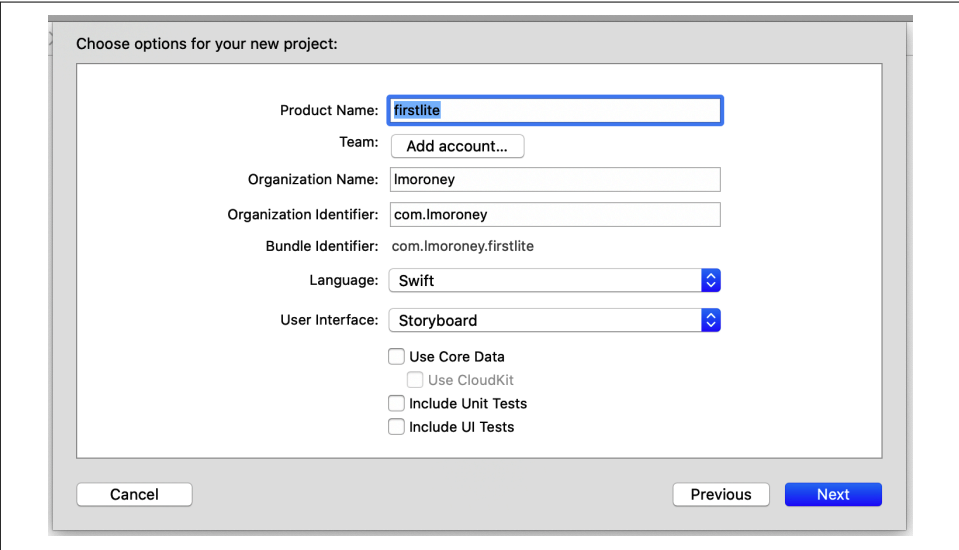 Choose options for your new project:
Product Name: firstlite
Team: Add account...
Organization Name: lmoroney
Organization Identifier: com.lmoroney
Bundle Identifier: com.lmoroney.firstlite
Language: Swift
User Interface: Storyboard
Use Core Data
Use CloudKit
Include Unit Tests
Include UI Tests
Cancel Previous Next